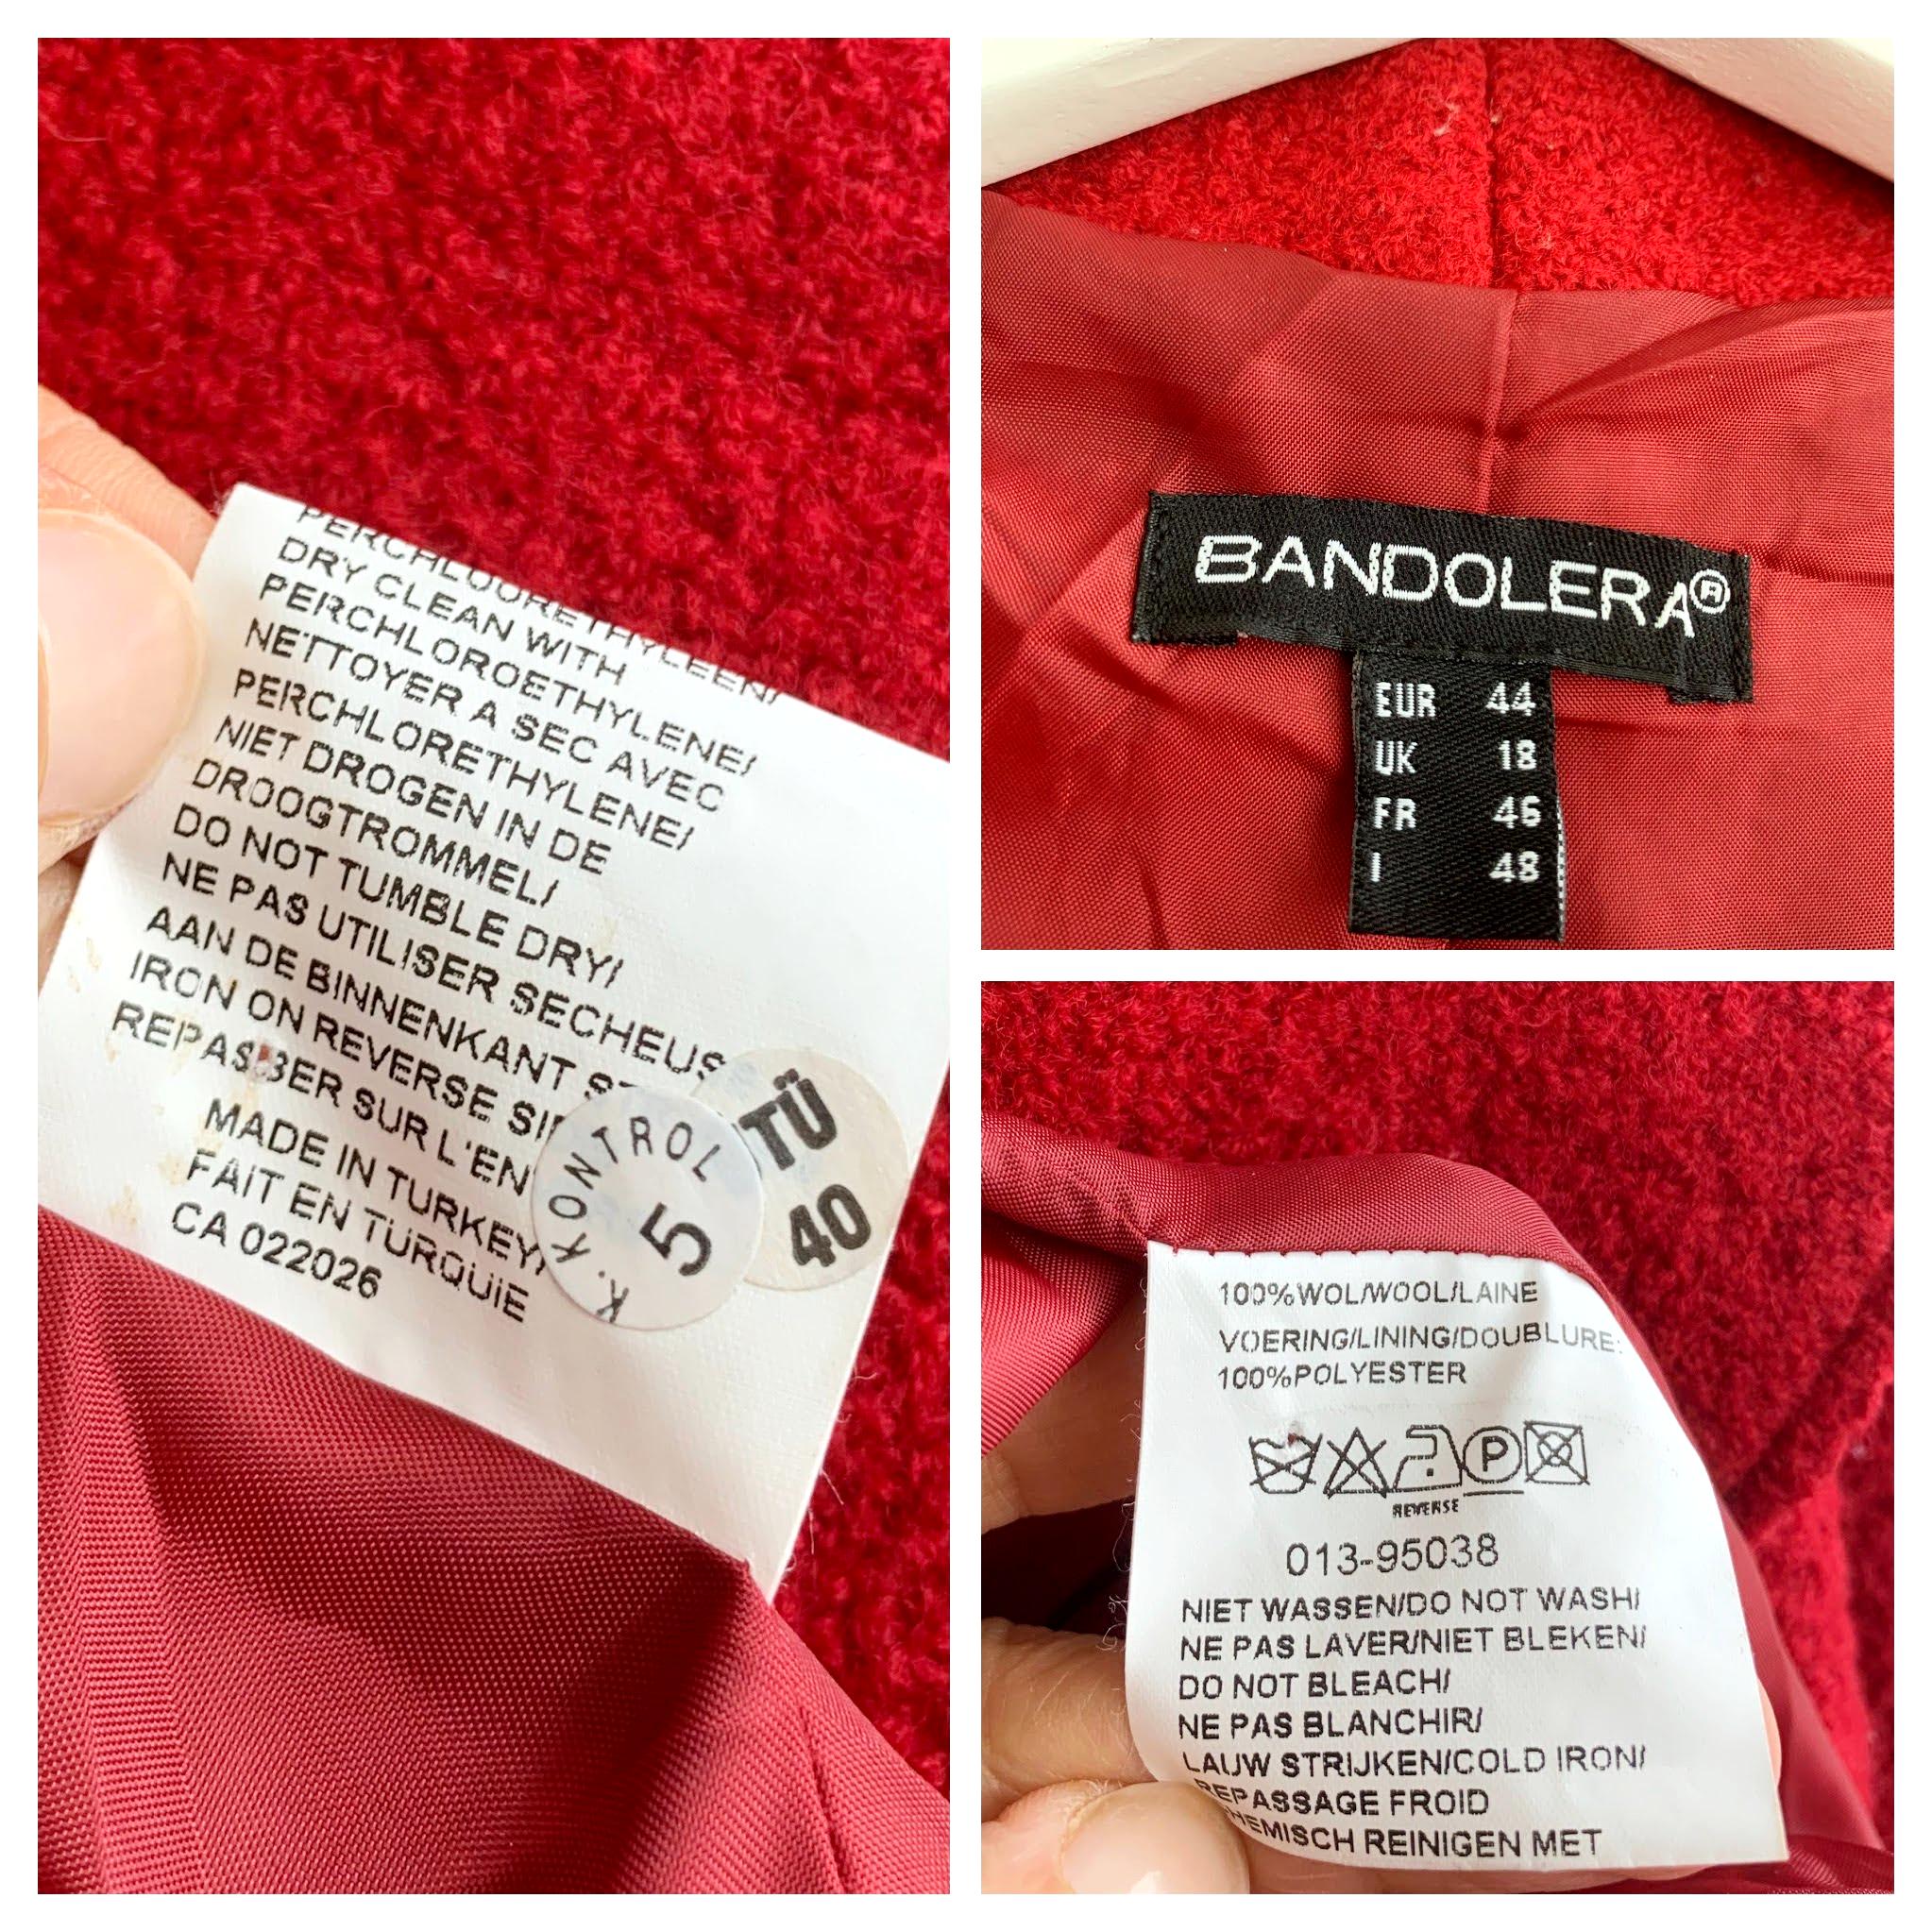 PERCHLOORETHYLEEN/
DRY CLEAN WITH
PERCHLOROETHYLENE/
NETTOYER A SEC AVEC
PERCHLORETHYLENE/
NIET DROGEN IN DE
DROOGTROMMEL/
DO NOT TUMBLE DRY/
NE PAS UTILISER SECHEUS
AAN DE BINNENKANT
IRON ON REVERSE
REPASSER SUR L'EN
MADE IN TURKEY/
FAIT EN TURQUIE
CA 022026
K. KONTROL
5
TÜ
40
BANDOLERA®
EUR 44
UK 18
FR 46
I 48
100%WOL/WOOL/LAINE
VOERING/LINING/DOUBLURE:
100%POLYESTER
P
REVERSE
013-95038
NIET WASSEN/DO NOT WASH/
NE PAS LAVER/NIET BLEKEN/
DO NOT BLEACH/
NE PAS BLANCHIR/
LAUW STRIJKEN/COLD IRON/
REPASSAGE FROID
CHEMISCH REINIGEN MET